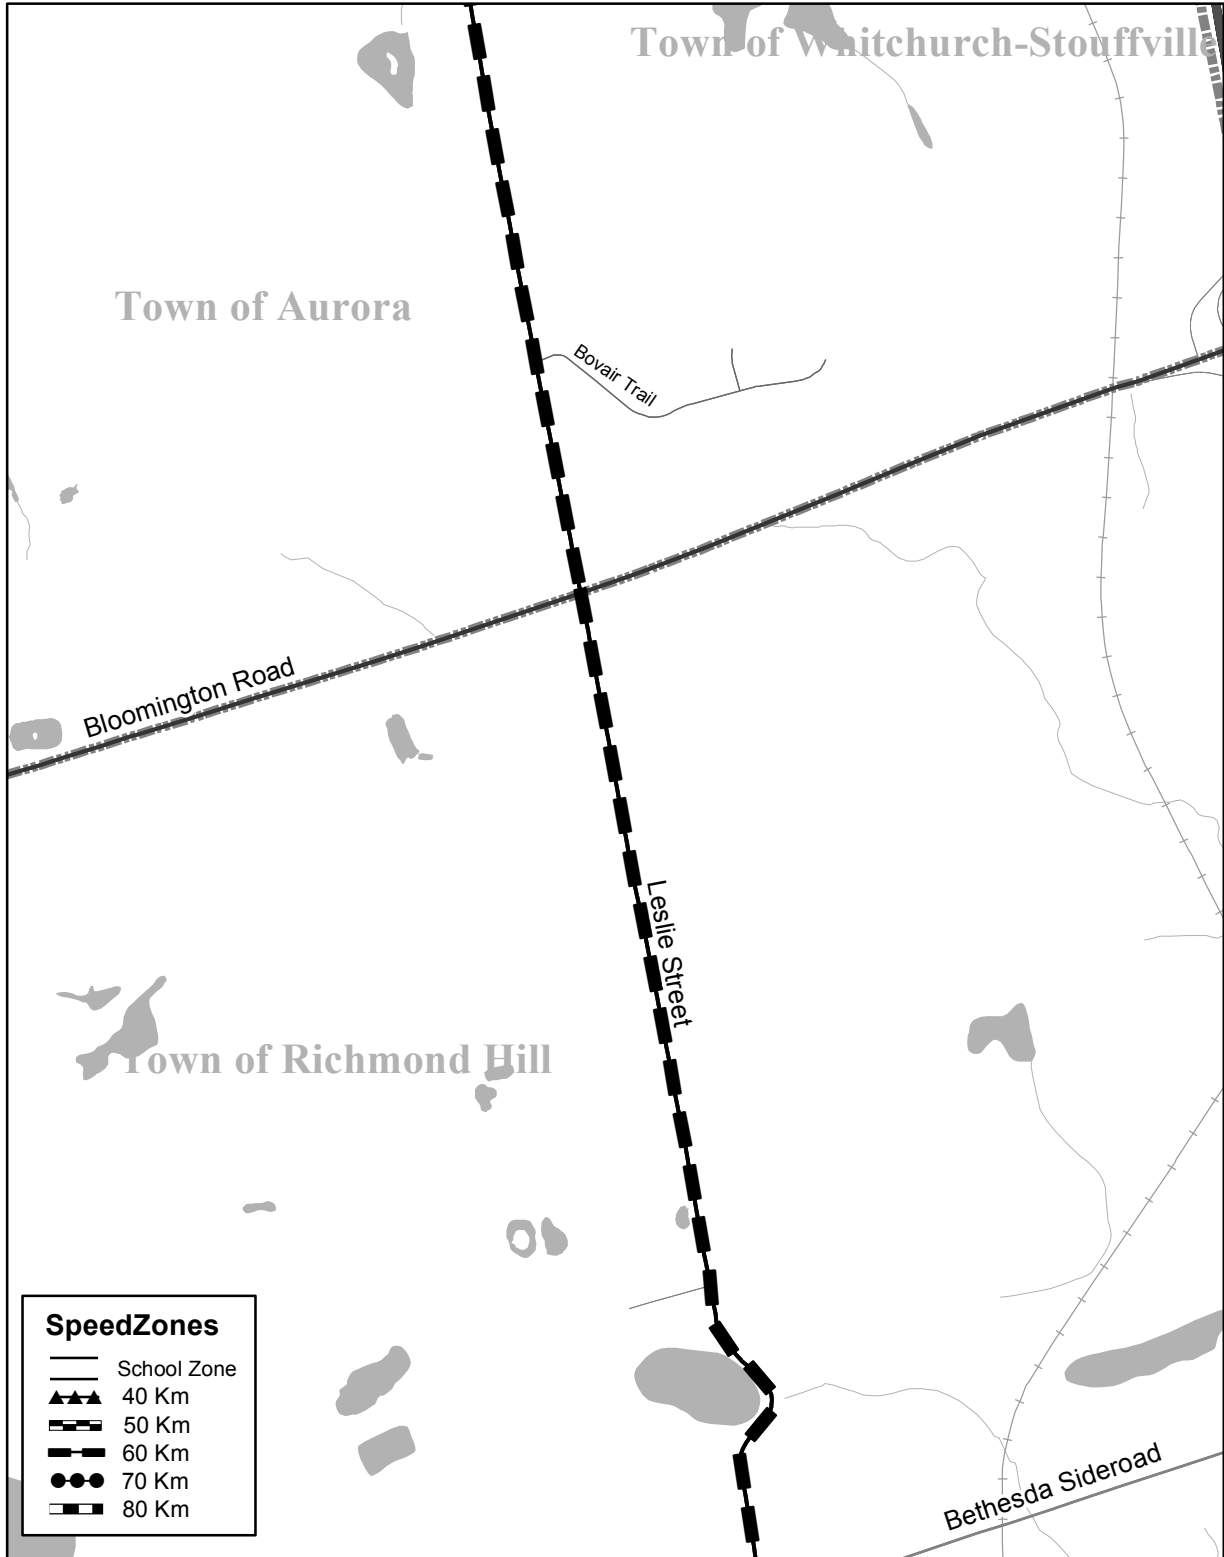 Town of Whitchurch-Stouffville
Town of Aurora
Bovair Trail
Bloomington Road
Leslie Street
Town of Richmond Hill
SpeedZones
School Zone
40 Km
50 Km
60 Km
70 Km
80 Km
Bethesda Sideroad